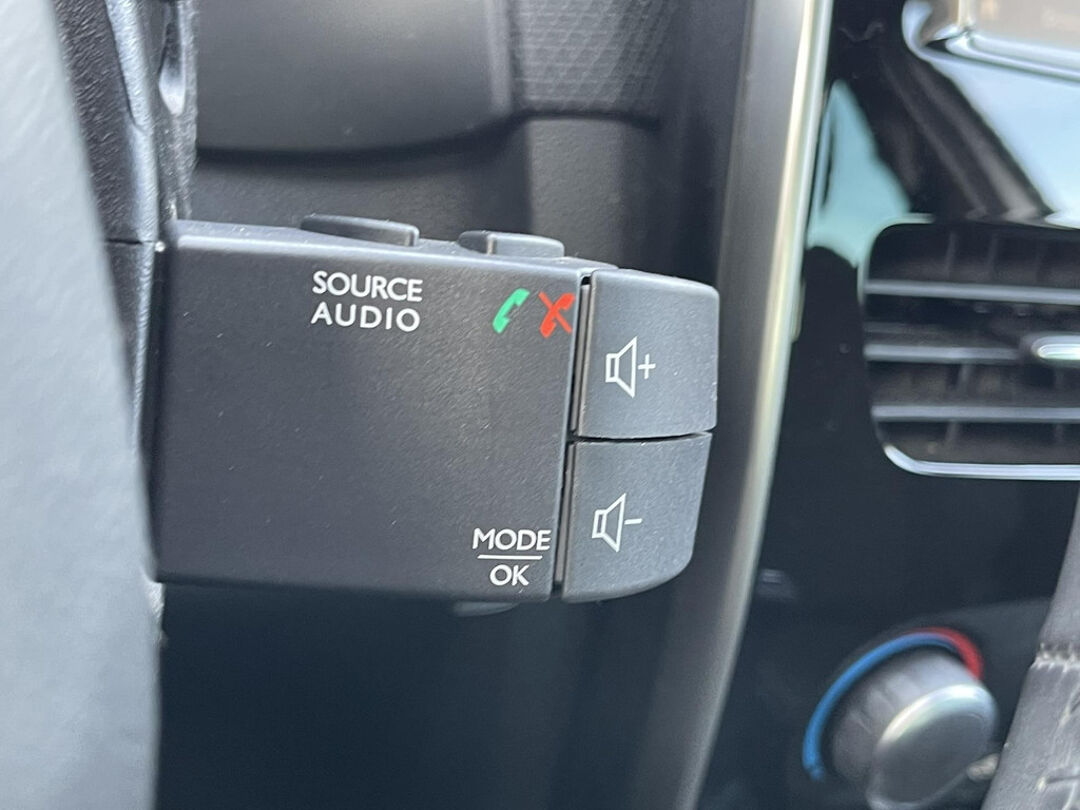 SOURCE
AUDIO
+
-
MODE
OK